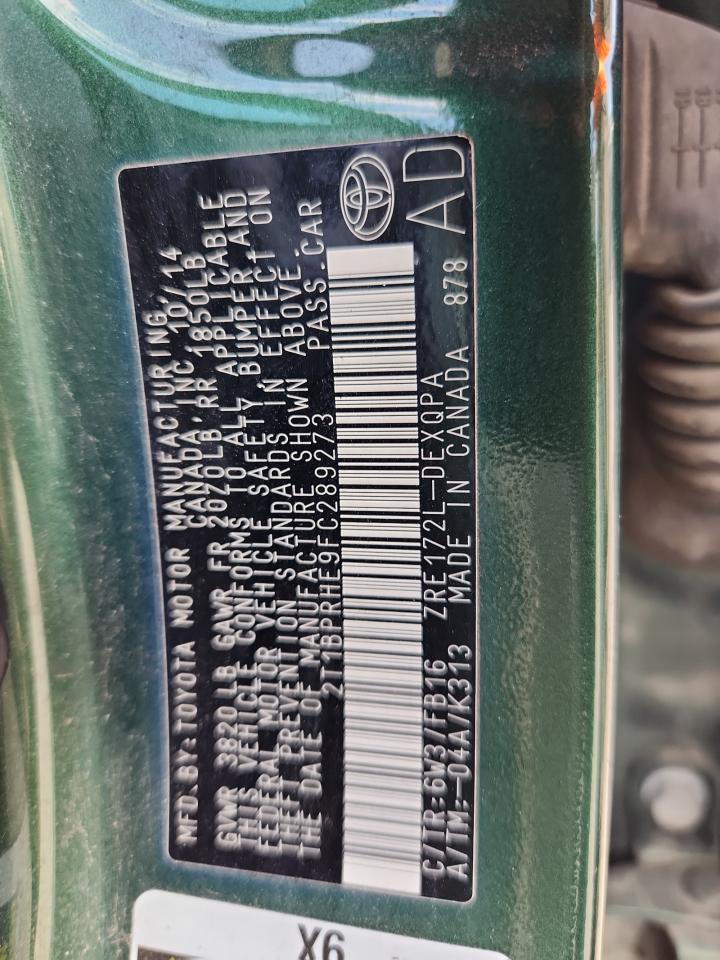 MFD.BY:TOYOTA MOTOR MANUFACTURING,
CANADA, INC. 10/14
GVWR 3820 LB GAWR FR 2020LB,RR 1850LB
THIS VEHICLE CONFORMS TO ALL APPLICABLE
FEDERAL MOTOR VEHICLE SAFETY, BUMPER, AND
THEFT PREVENTION STANDARDS IN EFFECT ON
THE DATE OF MANUFACTURE SHOWN ABOVE.
2T1BPRHE9FC289273 PASS.CAR
C/TR:6V3/FB16 ZRE172L-DEXQPA
A/TM:-04A/K313 MADE IN CANADA 878
AD
X6